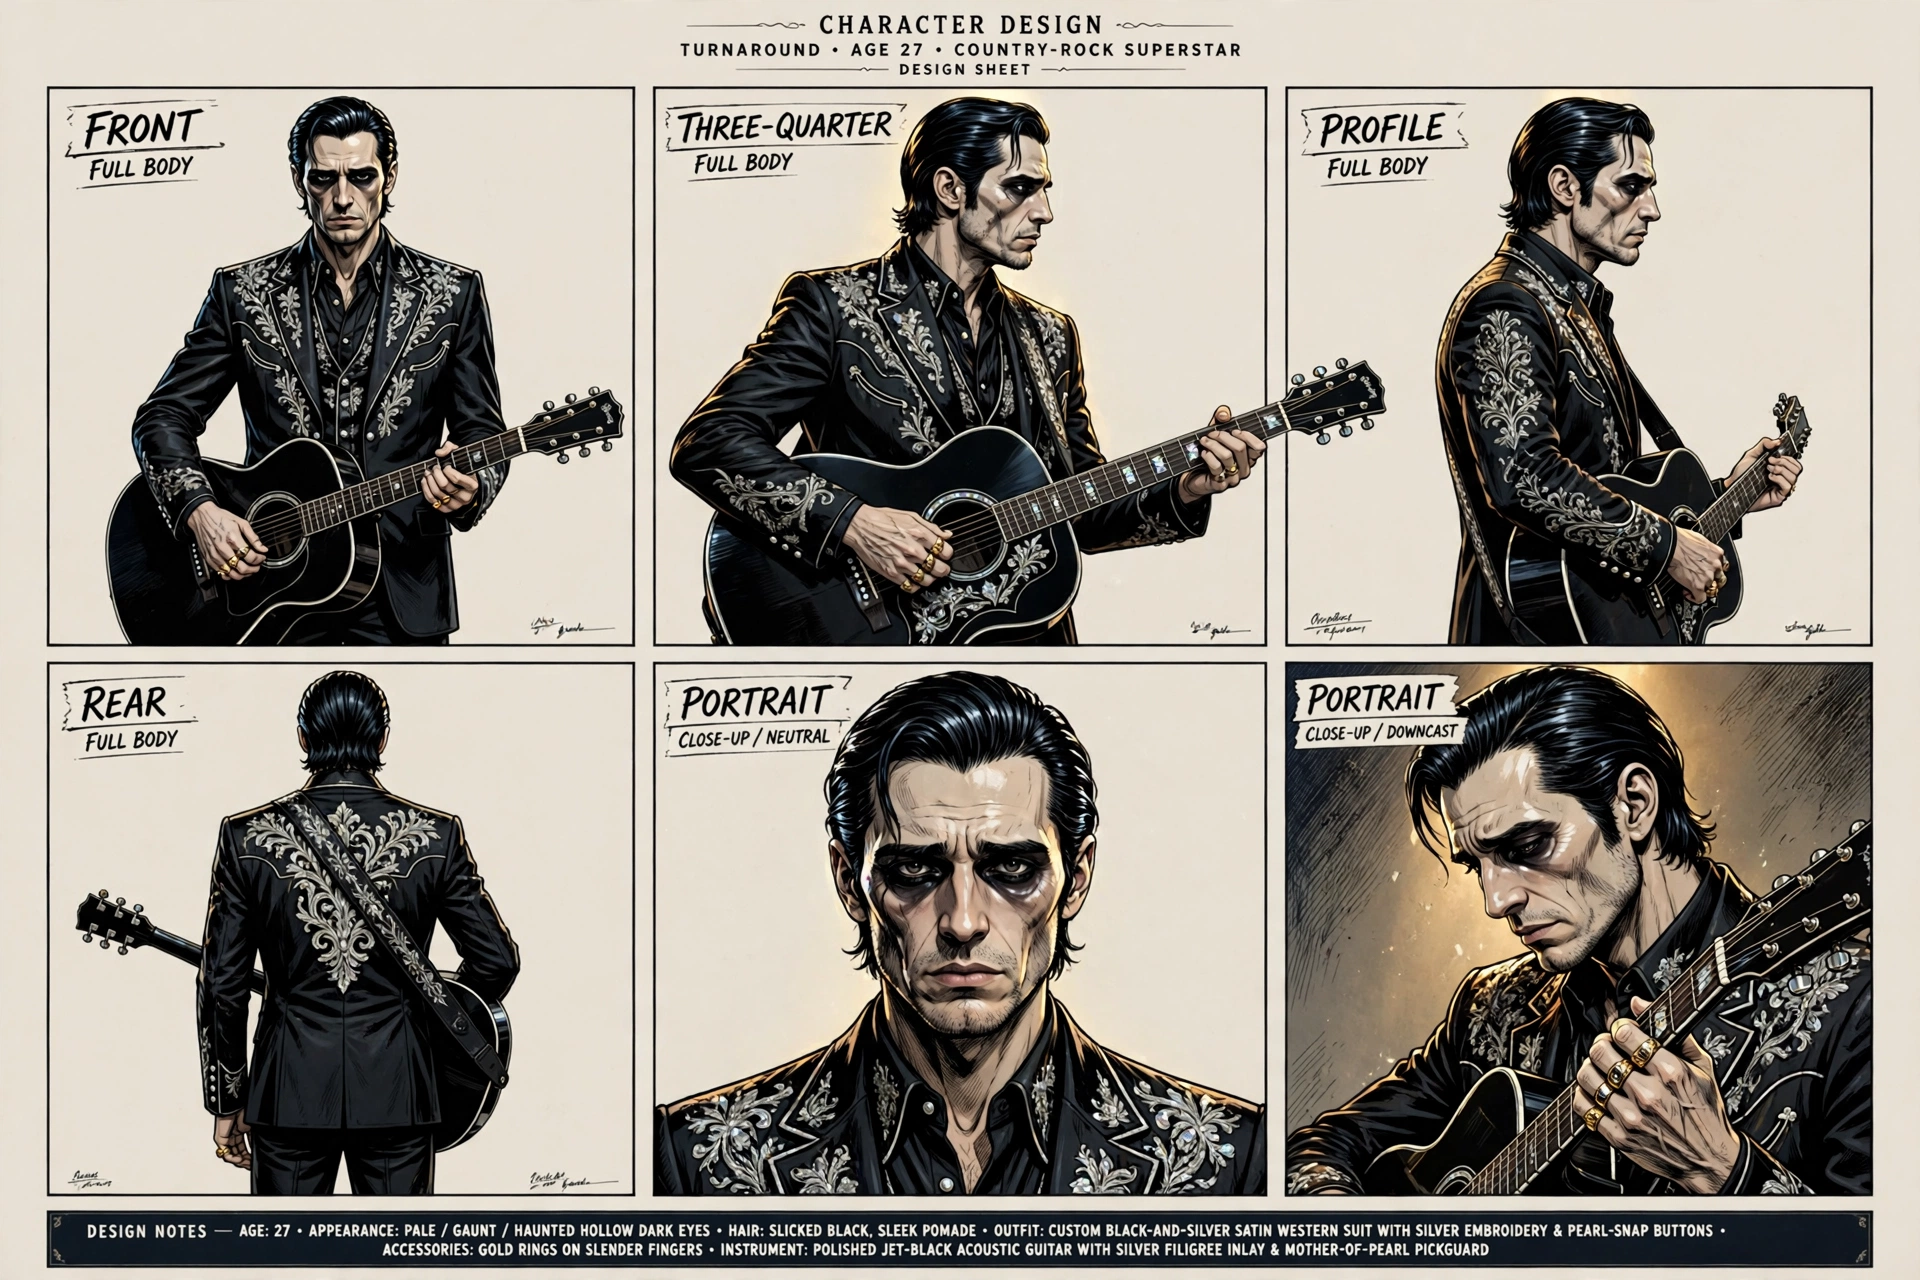 CHARACTER DESIGN
TURNAROUND • AGE 27 • COUNTRY-ROCK SUPERSTAR
DESIGN SHEET
FRONT
FULL BODY
THREE-QUARTER
FULL BODY
PROFILE
FULL BODY
REAR
FULL BODY
PORTRAIT
CLOSE-UP / NEUTRAL
PORTRAIT
CLOSE-UP / DOWNCAST
DESIGN NOTES — AGE: 27 • APPEARANCE: PALE / GAUNT / HAUNTED HOLLOW DARK EYES • HAIR: SLICKED BLACK, SLEEK POMADE • OUTFIT: CUSTOM BLACK-AND-SILVER SATIN WESTERN SUIT WITH SILVER EMBROIDERY & PEARL-SNAP BUTTONS •
ACCESSORIES: GOLD RINGS ON SLENDER FINGERS • INSTRUMENT: POLISHED JET-BLACK ACOUSTIC GUITAR WITH SILVER FILIGREE INLAY & MOTHER-OF-PEARL PICKGUARD